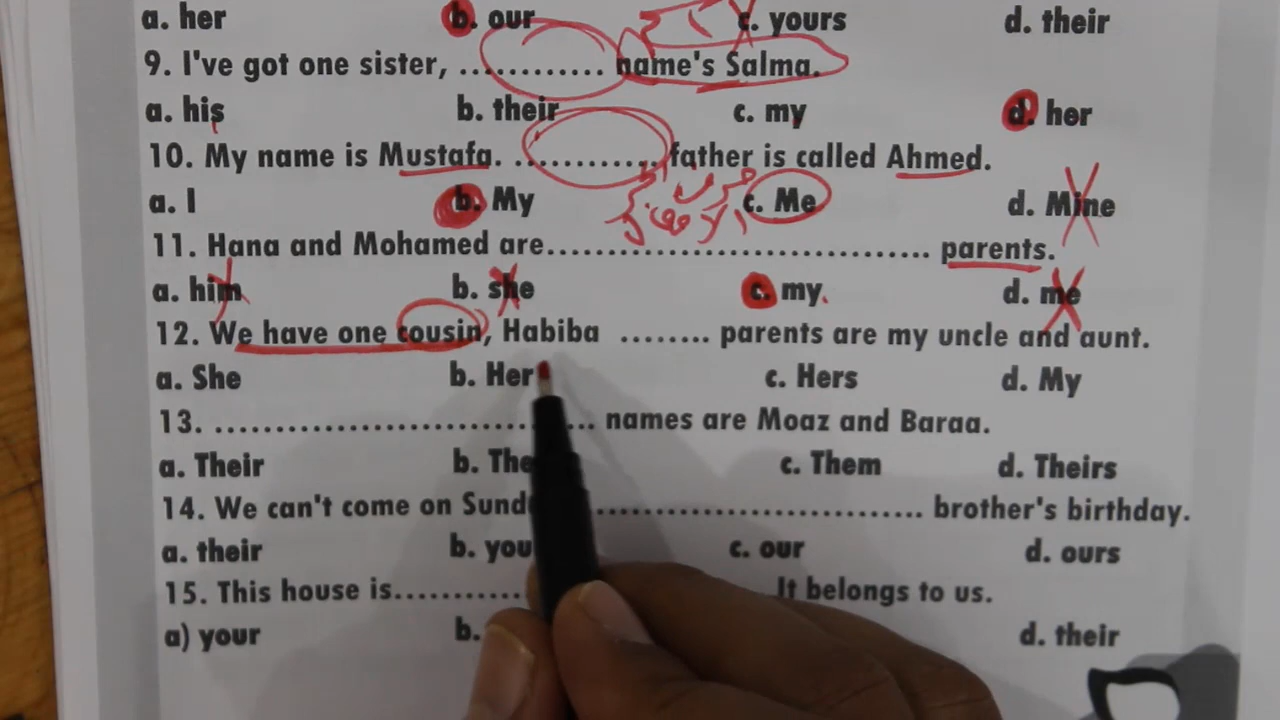 a. her b. our c. yours d. their
9. I've got one sister, ............ name's Salma.
a. his b. their c. my d. her
10. My name is Mustafa. ............ father is called Ahmed.
a. I b. My c. Me d. Mine
11. Hana and Mohamed are.............................. parents.
a. him b. she c. my. d. me
12. We have one cousin, Habiba ........ parents are my uncle and aunt.
a. She b. Her c. Hers d. My
13. .............................. names are Moaz and Baraa.
a. Their b. The c. Them d. Theirs
14. We can't come on Sund .......................... brother's birthday.
a. their b. you c. our d. ours
15. This house is.......... It belongs to us.
a) your b. d. their